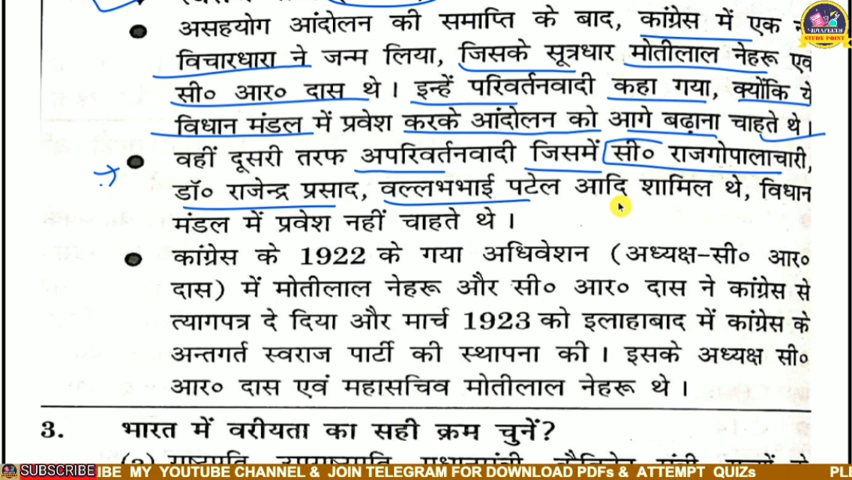 असहयोग आंदोलन की समाप्ति के बाद, कांग्रेस में एक
विचारधारा ने जन्म लिया, जिसके सूत्रधार मोतीलाल नेहरू एवं
सी० आर० दास थे। इन्हें परिवर्तनवादी कहा गया, क्योंकि ये
विधान मंडल में प्रवेश करके आंदोलन को आगे बढ़ाना चाहते थे।
वहीं दूसरी तरफ अपरिवर्तनवादी जिसमें सी० राजगोपालाचारी,
डॉ० राजेन्द्र प्रसाद, वल्लभभाई पटेल आदि शामिल थे, विधान
मंडल में प्रवेश नहीं चाहते थे।
कांग्रेस के 1922 के गया अधिवेशन (अध्यक्ष-सी० आर०
दास) में मोतीलाल नेहरू और सी० आर० दास ने कांग्रेस से
त्यागपत्र दे दिया और मार्च 1923 को इलाहाबाद में कांग्रेस के
अन्तगर्त स्वराज पार्टी की स्थापना की। इसके अध्यक्ष सी०
आर० दास एवं महासचिव मोतीलाल नेहरू थे।
3. भारत में वरीयता का सही क्रम चुनें?
SUBSCRIBE IBE MY YOUTUBE CHANNEL & JOIN TELEGRAM FOR DOWNLOAD PDFs & ATTEMPT QUIZs PLE
STUDY POINT